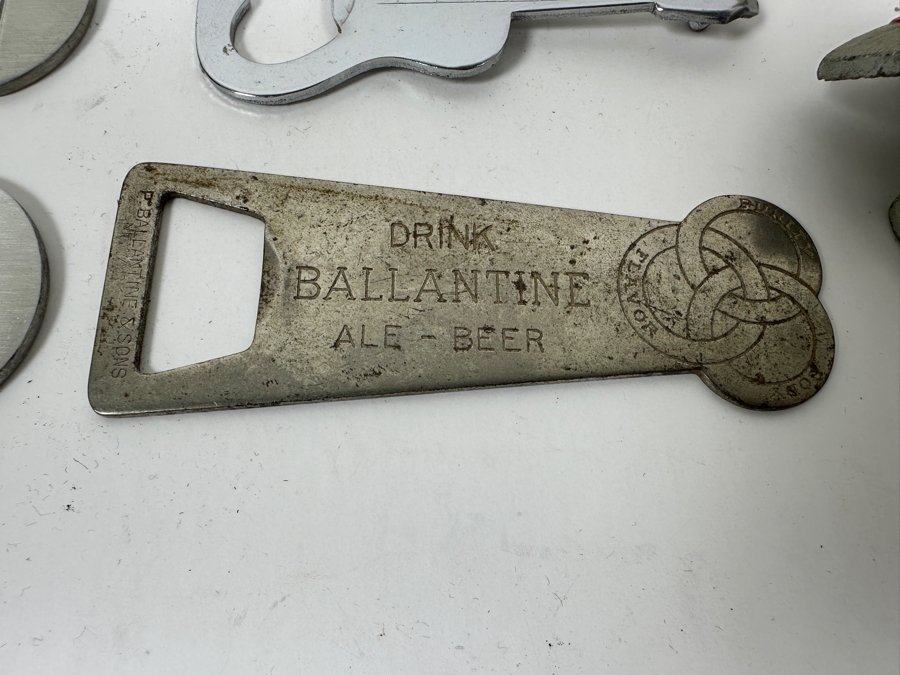 P. BALLANTINE & SONS
DRINK
BALLANTINE
ALE - BEER
PURITY
FLAVOR
BODY